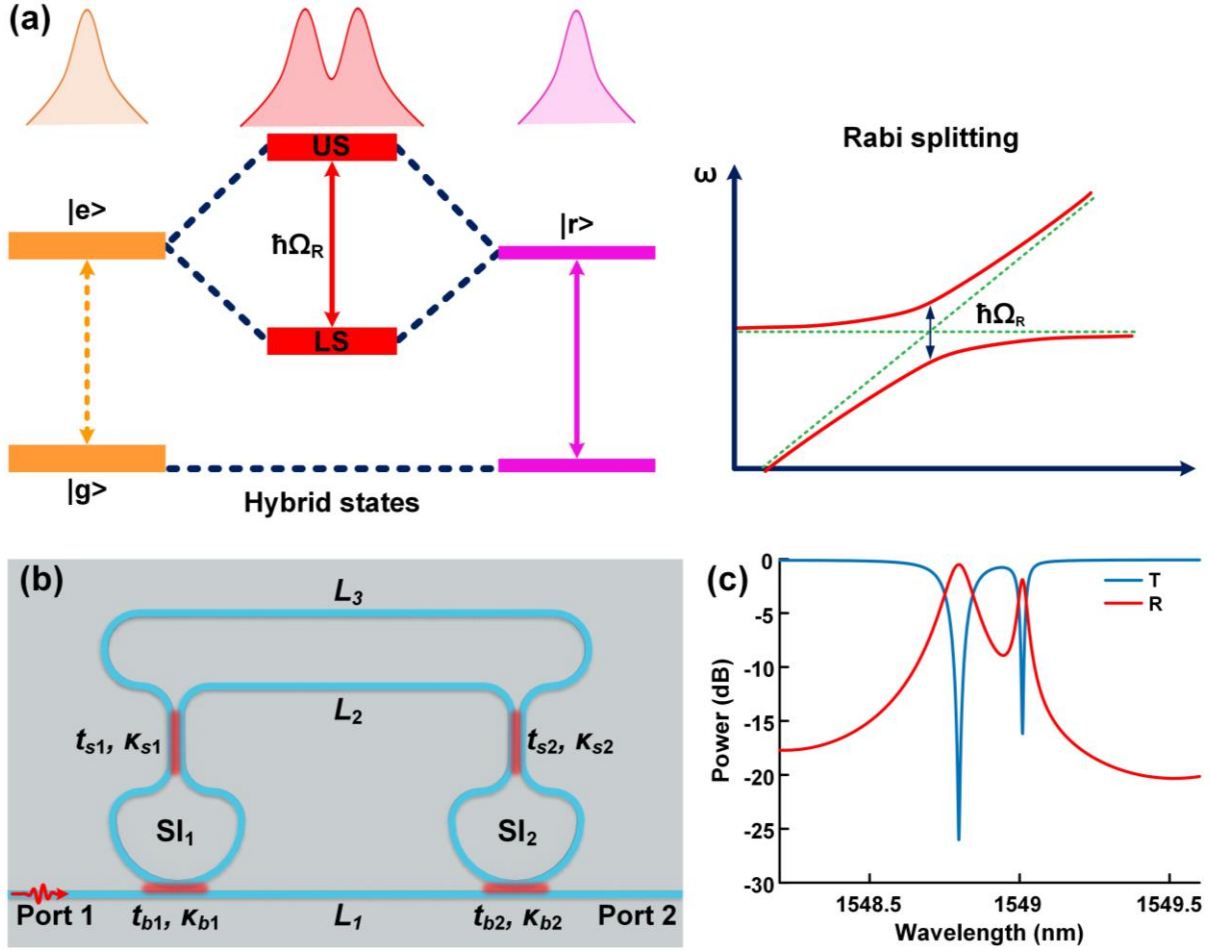 (a)
US
|e>
ħΩR
|r>
LS
|g>
Hybrid states
Rabi splitting
ω
ħΩR
(b)
L3
L2
ts1, κs1
ts2, κs2
SI1
SI2
Port 1
tb1, κb1
L1
tb2, κb2
Port 2
(c)
0
-5
-10
-15
-20
-25
-30
Power (dB)
T
R
1548.5
1549
1549.5
Wavelength (nm)